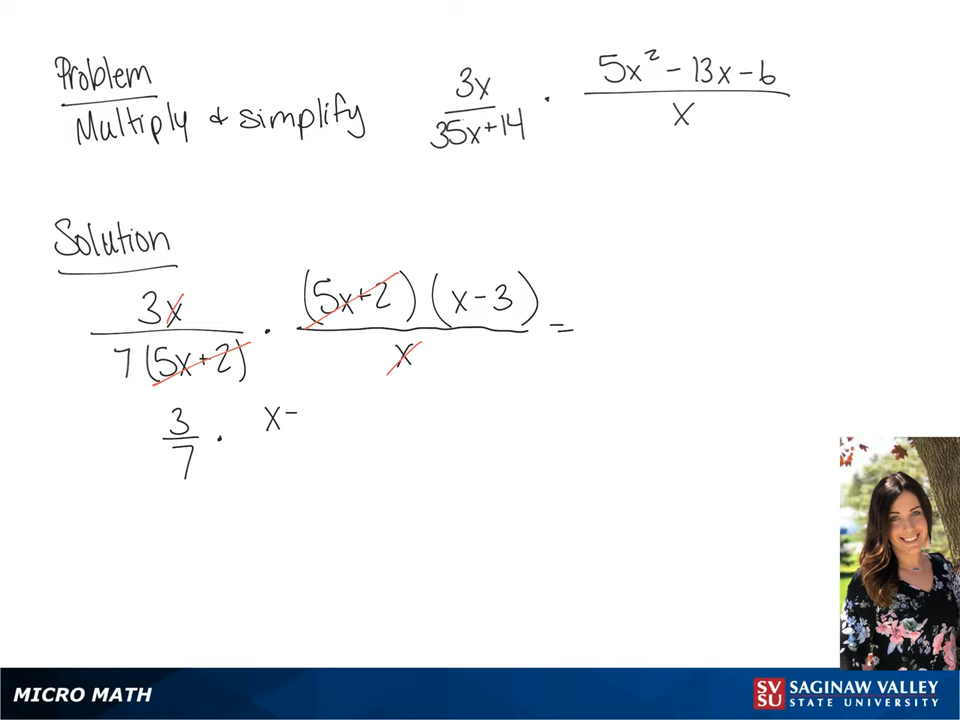 Problem
Multiply & simplify 3x/(35x+14) · (5x² - 13x - 6)/x
Solution
3x/(7(5x+2)) · ((5x+2)(x-3))/x =
3/7 · x-
MICRO MATH
SVSU SAGINAW VALLEY
STATE UNIVERSITY